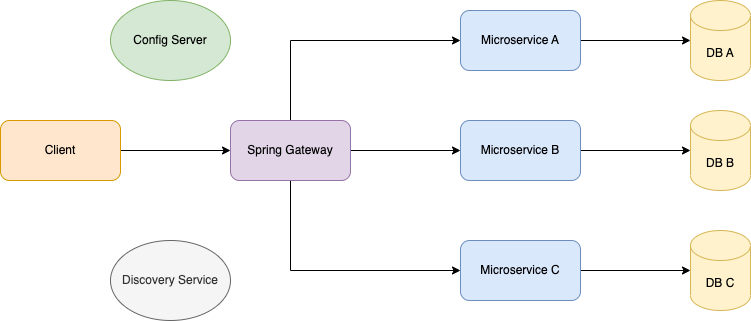 Config Server
Microservice A
DB A
Client
Spring Gateway
Microservice B
DB B
Discovery Service
Microservice C
DB C